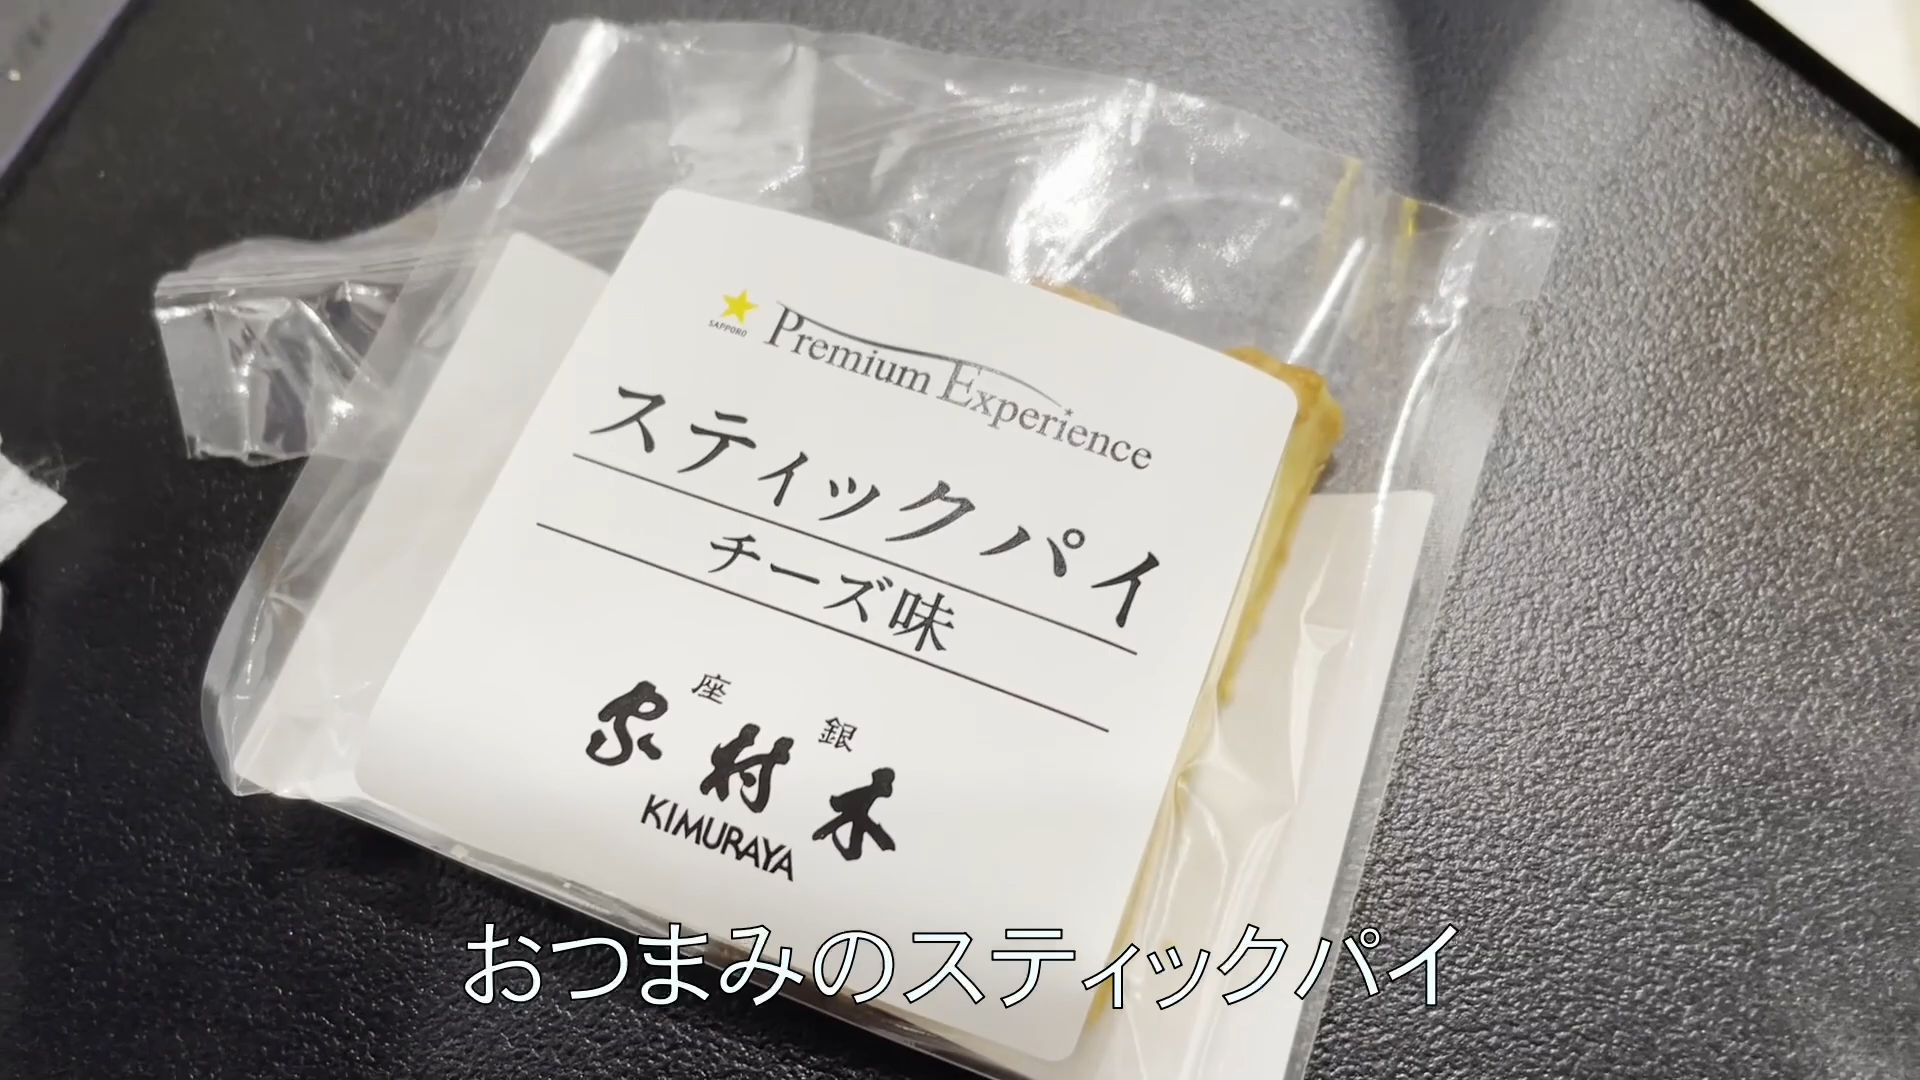 SAPPORO
Premium Experience
スティックパイ
チーズ味
座銀
家村木
KIMURAYA
おつまみのスティックパイ